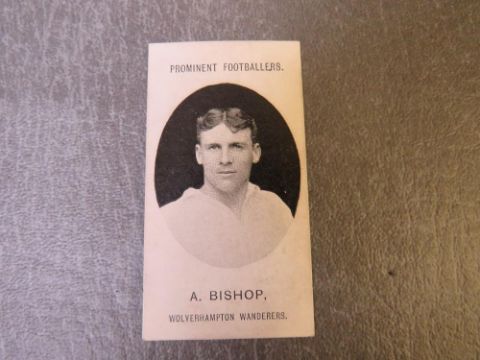 PROMINENT FOOTBALLERS.
A. BISHOP,
WOLVERHAMPTON WANDERERS.